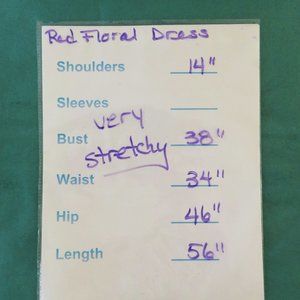 Red Floral Dress
Shoulders 14"
Sleeves
very
Bust 38"
stretchy
Waist 34"
Hip 46"
Length 56"